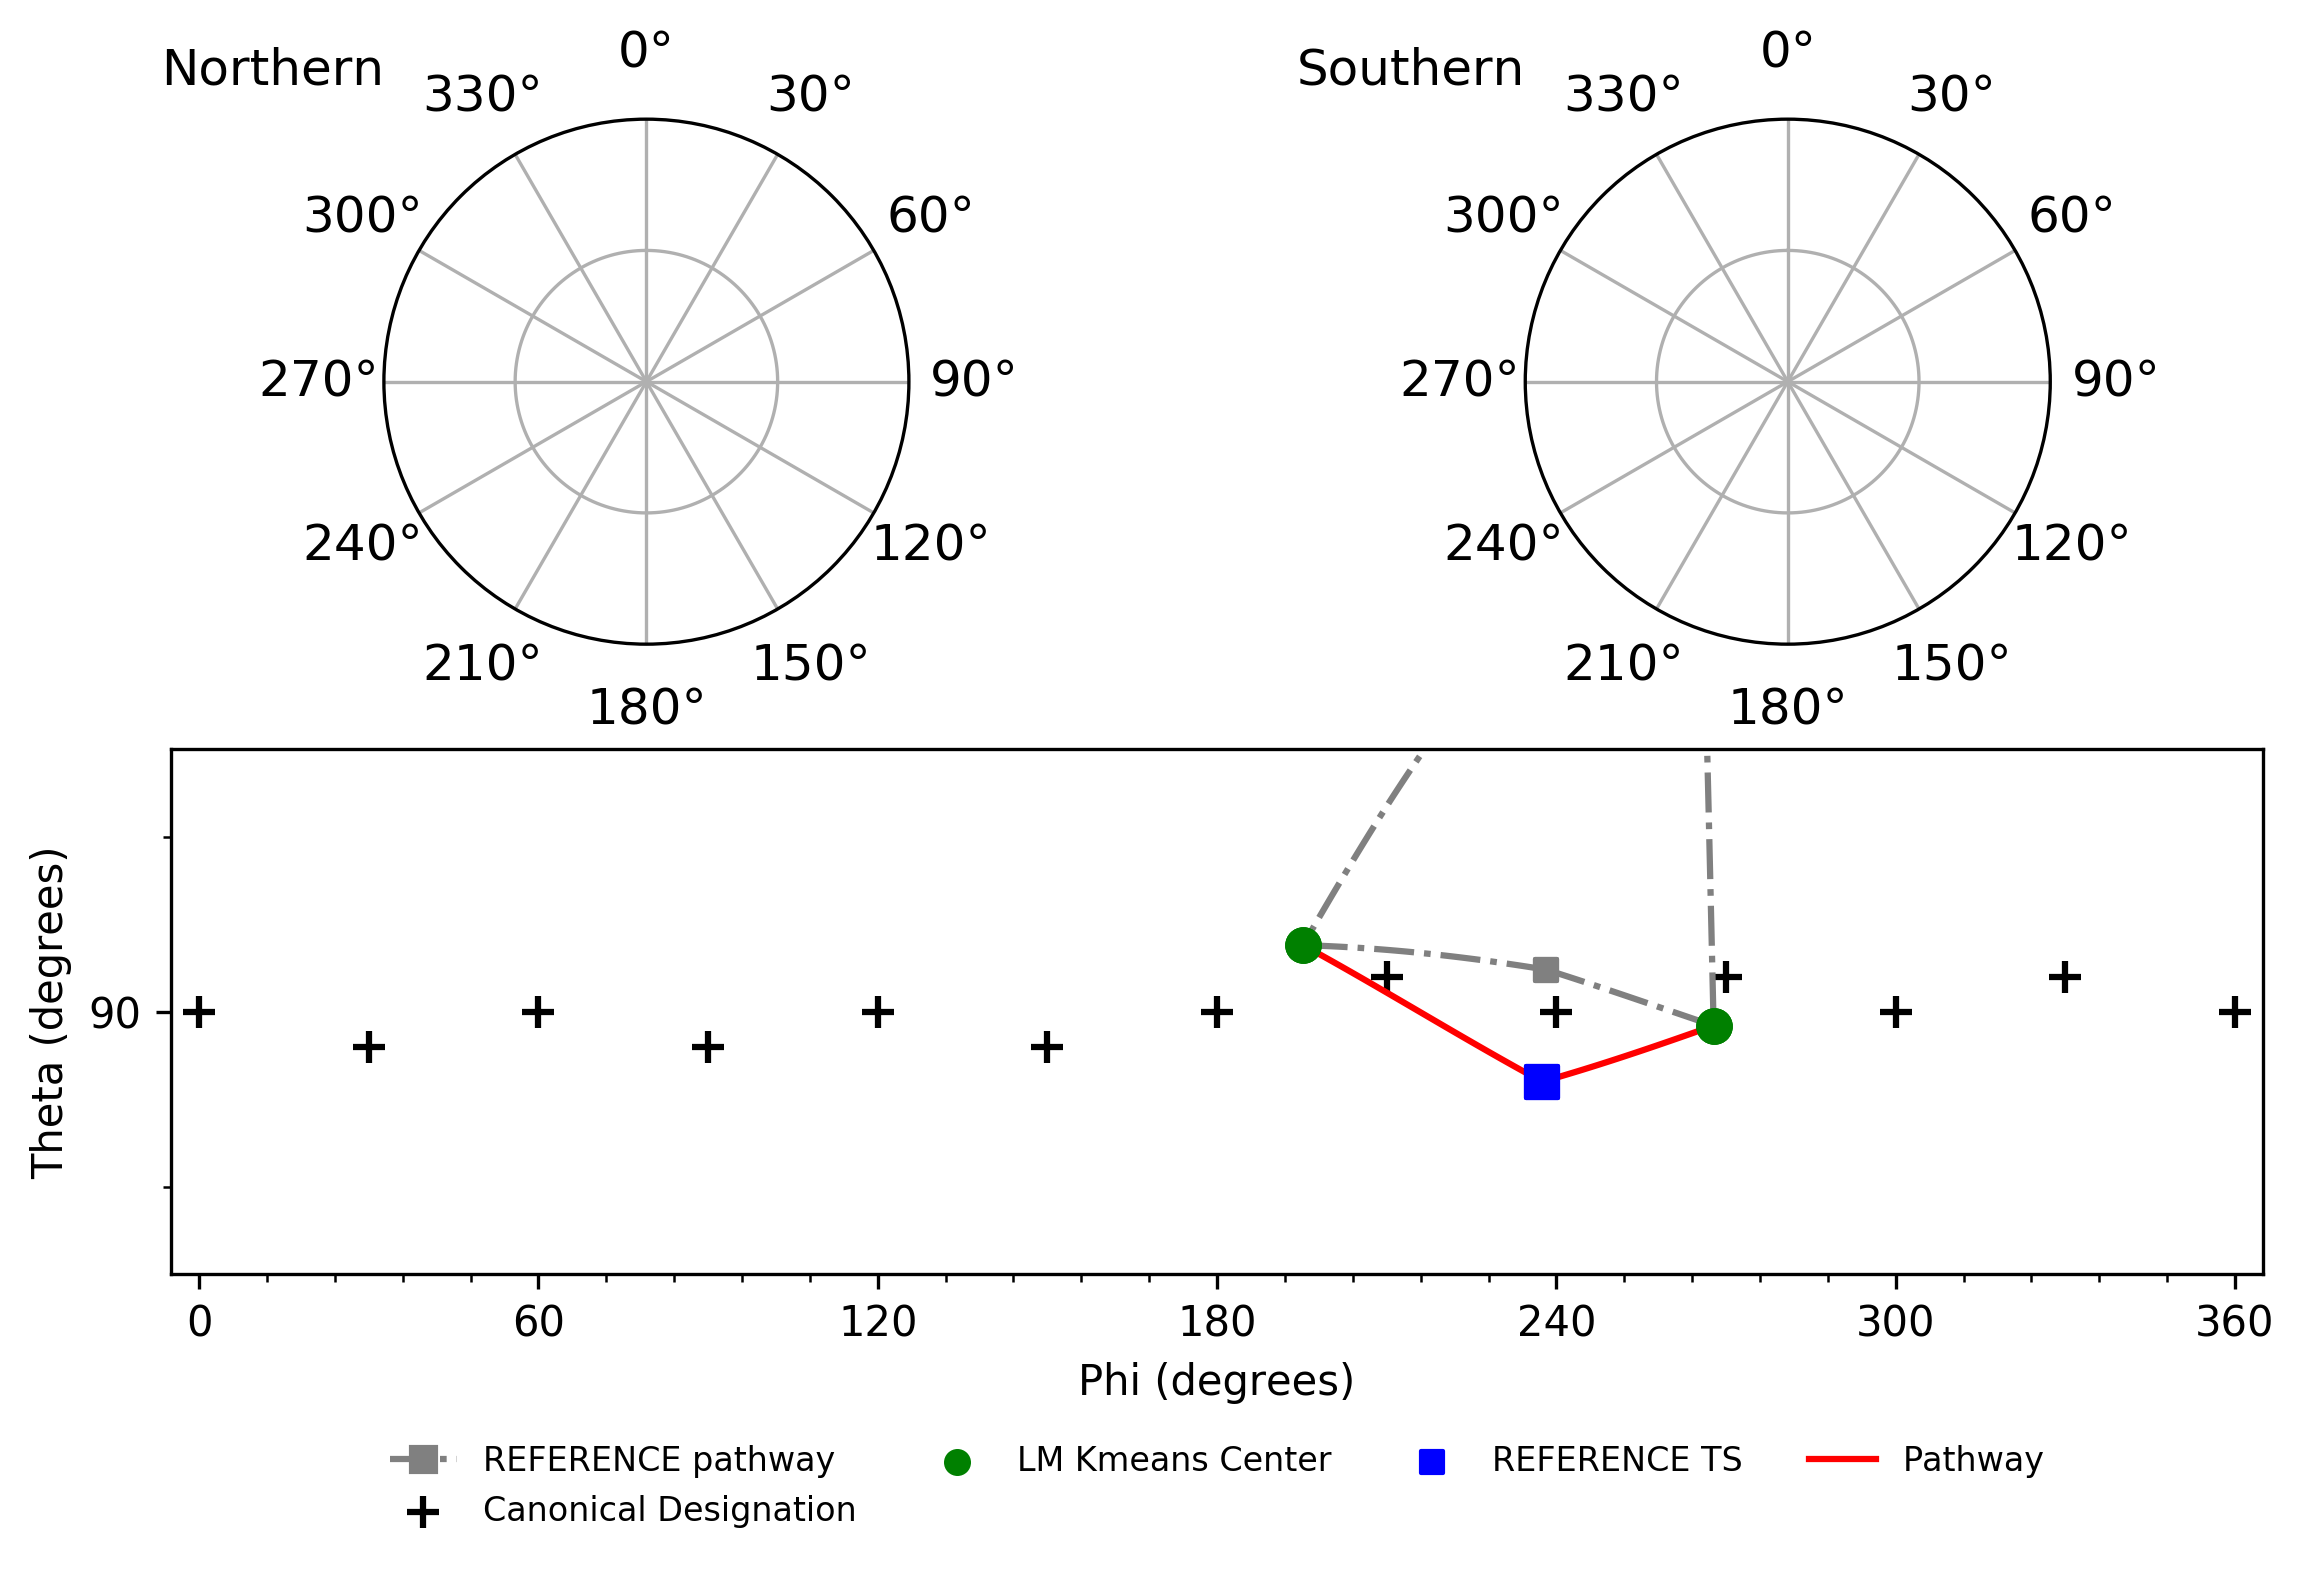 Northern
0°
30°
60°
90°
120°
150°
180°
210°
240°
270°
300°
330°
Southern
0°
30°
60°
90°
120°
150°
180°
210°
240°
270°
300°
330°
Theta (degrees)
90
0 60 120 180 240 300 360
Phi (degrees)
REFERENCE pathway
Canonical Designation
LM Kmeans Center
REFERENCE TS
Pathway